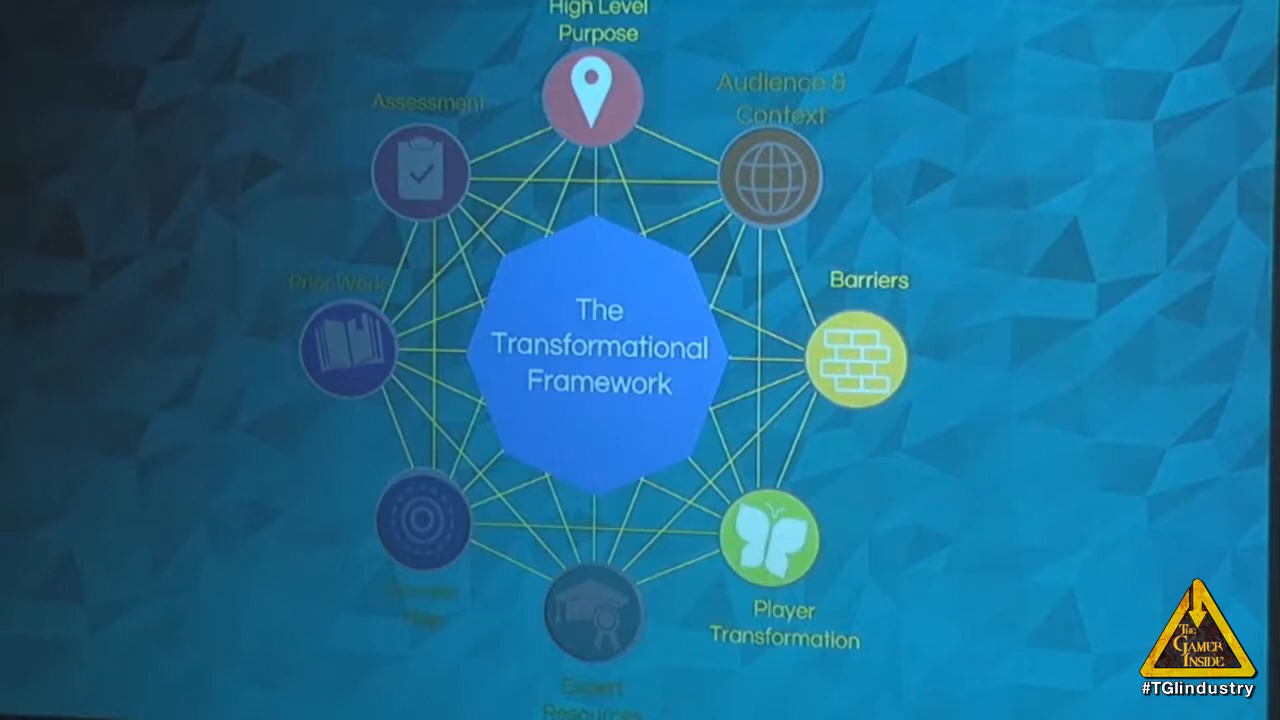 High Level
Purpose
Audience &
Context
Assessment
Barriers
Prior Work
The
Transformational
Framework
Player
Transformation
Expert
Resources
The
Gamer
Inside
#TGIindustry